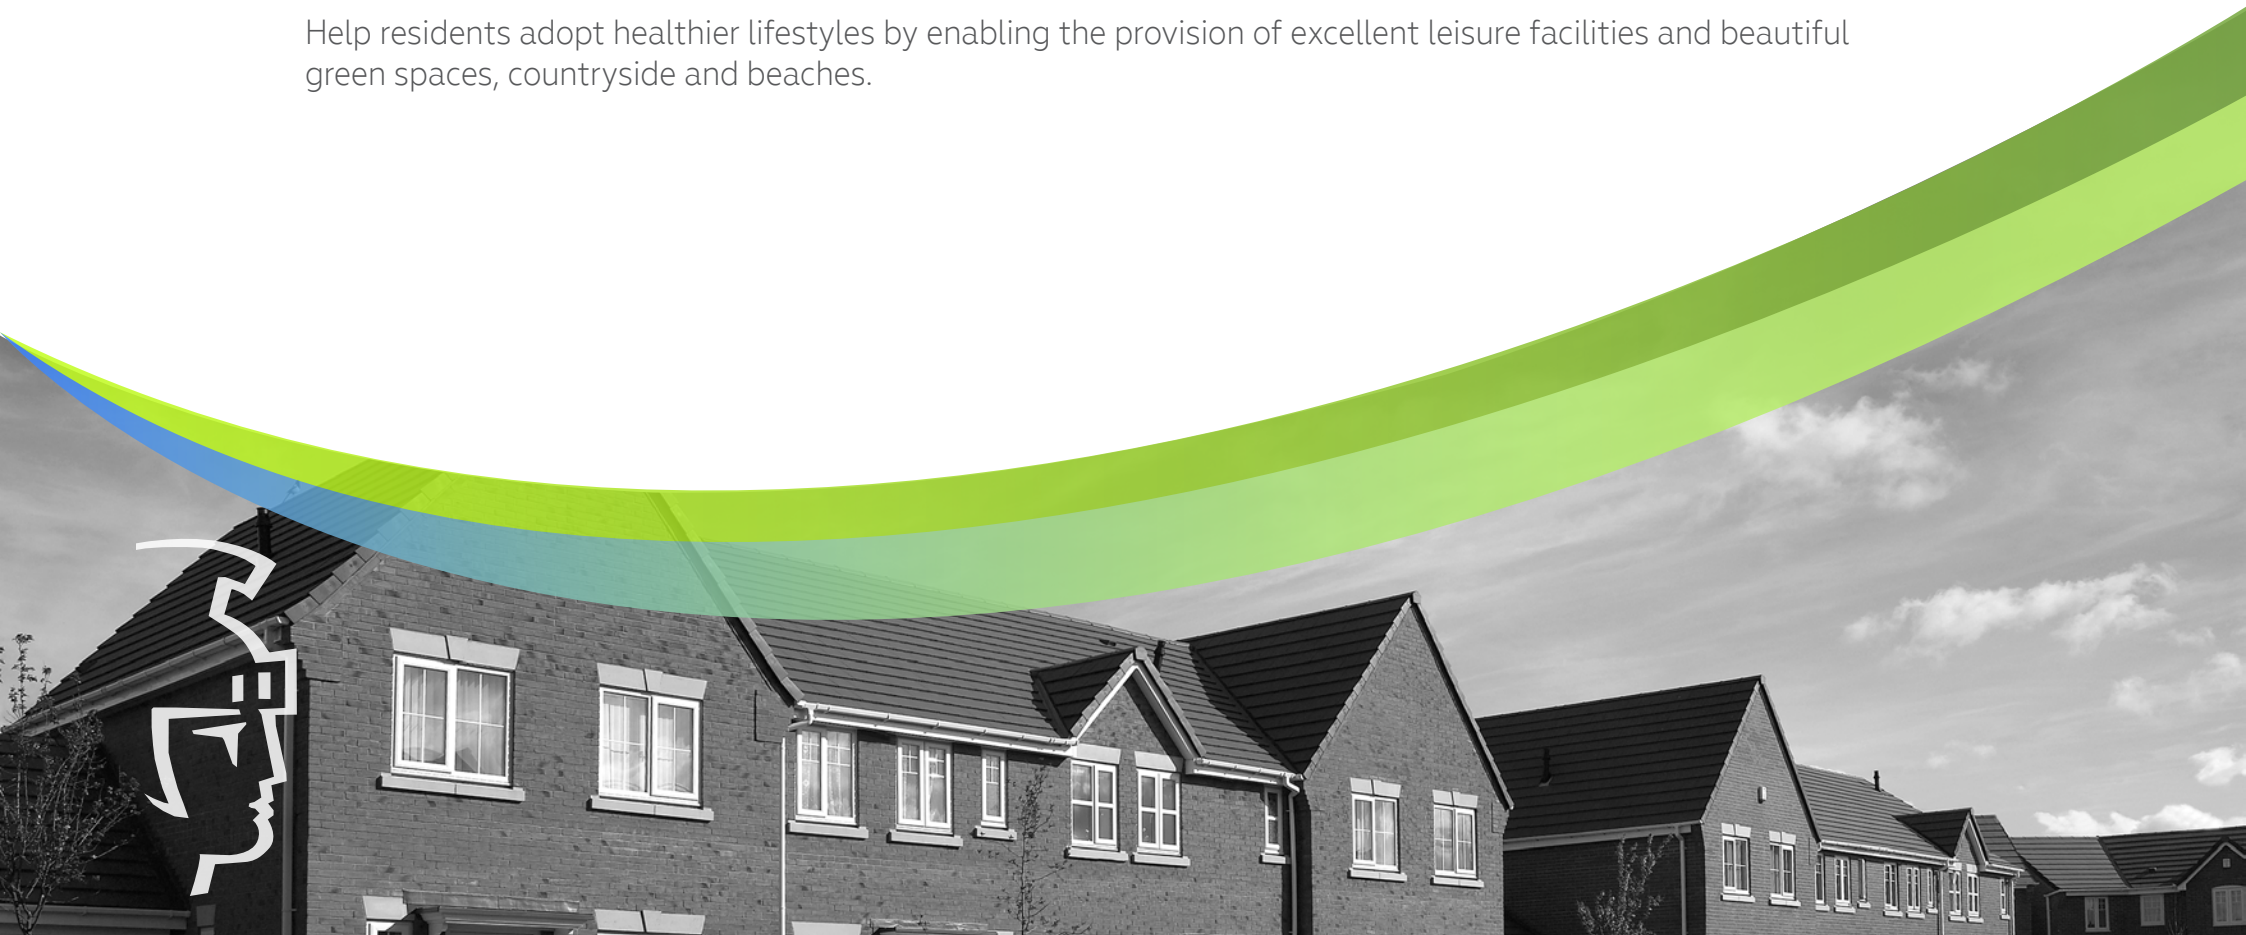 Help residents adopt healthier lifestyles by enabling the provision of excellent leisure facilities and beautiful
green spaces, countryside and beaches.